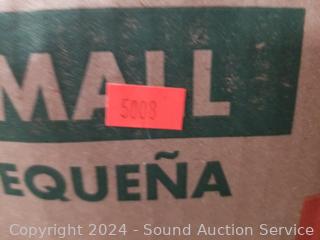 MALL
5008
EQUEÑA
Copyright 2024 - Sound Auction Service